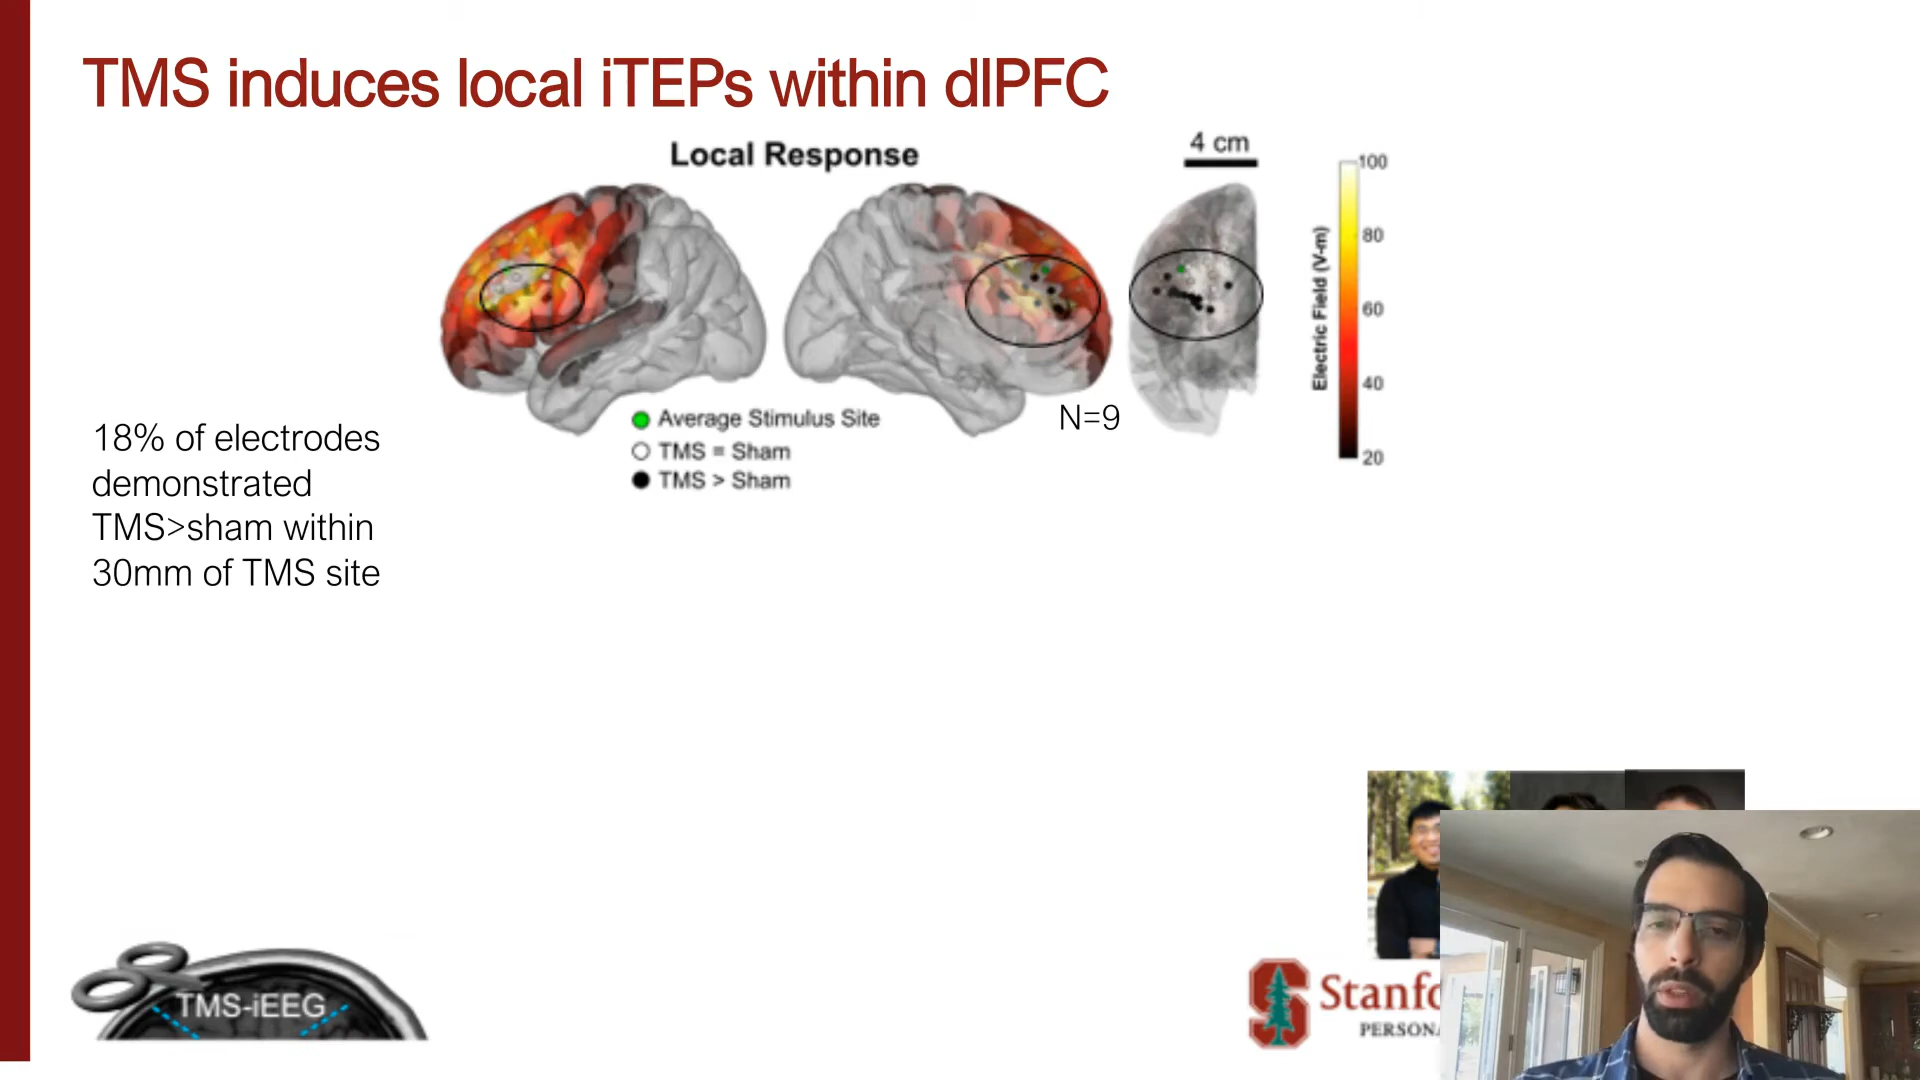 TMS induces local iTEPs within dlPFC
Local Response
4 cm
100
80
60
40
20
Electric Field (V-m)
Average Stimulus Site
TMS = Sham
TMS > Sham
N=9
18% of electrodes
demonstrated
TMS>sham within
30mm of TMS site
TMS-iEEG